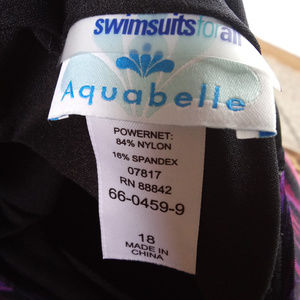 swimsuitsforall
Aquabelle
POWERNET:
84% NYLON
16% SPANDEX
07817
RN 88842
66-0459-9
18
MADE IN
CHINA